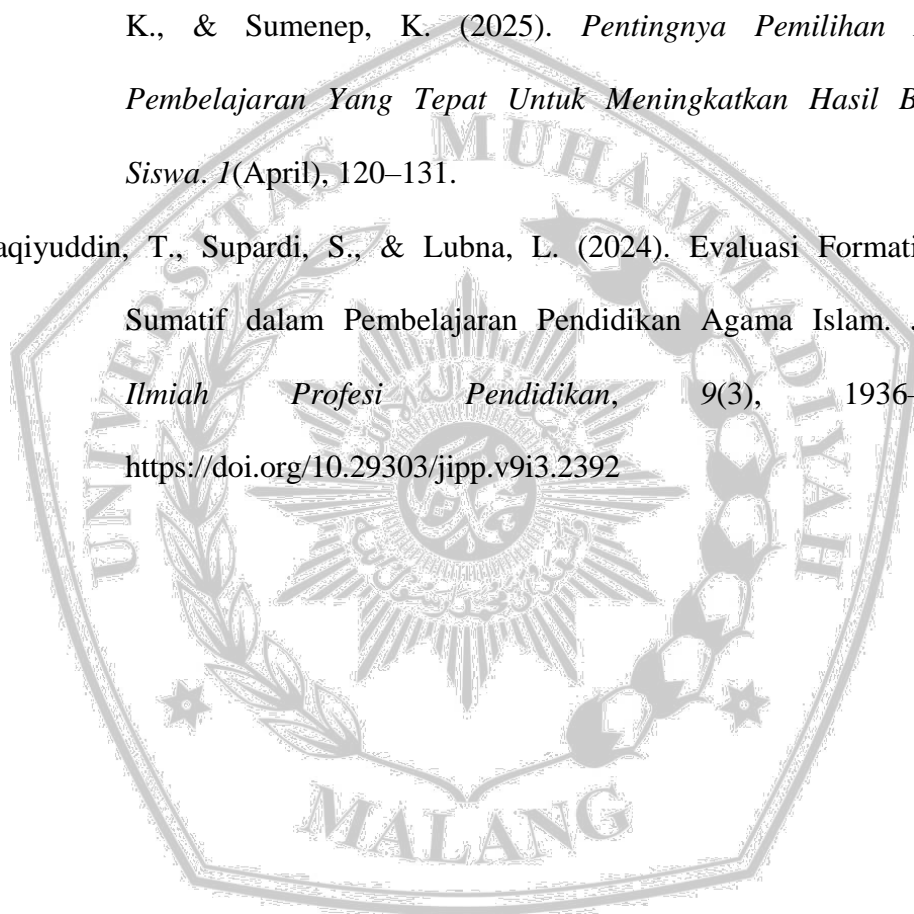 K., & Sumenep, K. (2025). Pentingnya Pemilihan
Pembelajaran Yang Tepat Untuk Meningkatkan Hasil B
Siswa. 1(April), 120–131.
aqiyuddin, T., Supardi, S., & Lubna, L. (2024). Evaluasi Formati
Sumatif dalam Pembelajaran Pendidikan Agama Islam.
Ilmiah Profesi Pendidikan, 9(3), 1936–
https://doi.org/10.29303/jipp.v9i3.2392
UNIVERSITAS MUHAMMADIYAH
MALANG